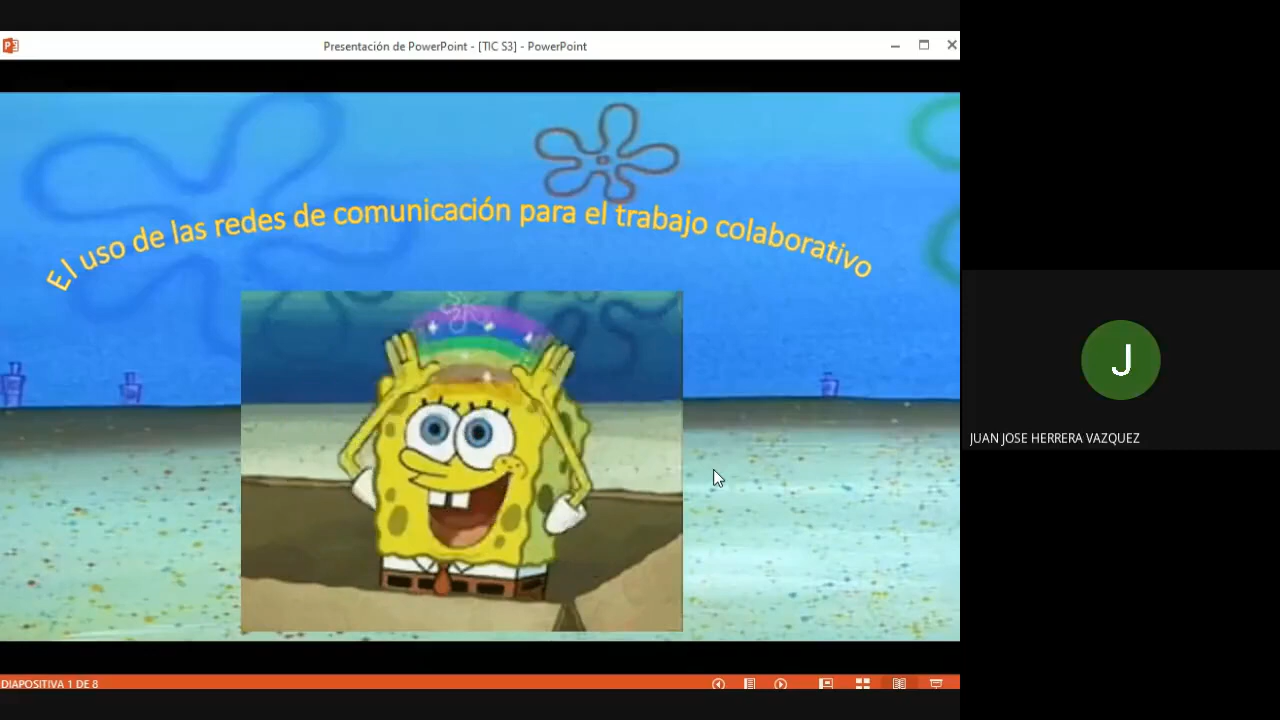 Presentación de PowerPoint - [TIC S3] - PowerPoint
El uso de las redes de comunicación para el trabajo colaborativo
J
JUAN JOSE HERRERA VAZQUEZ
DIAPOSITIVA 1 DE 8